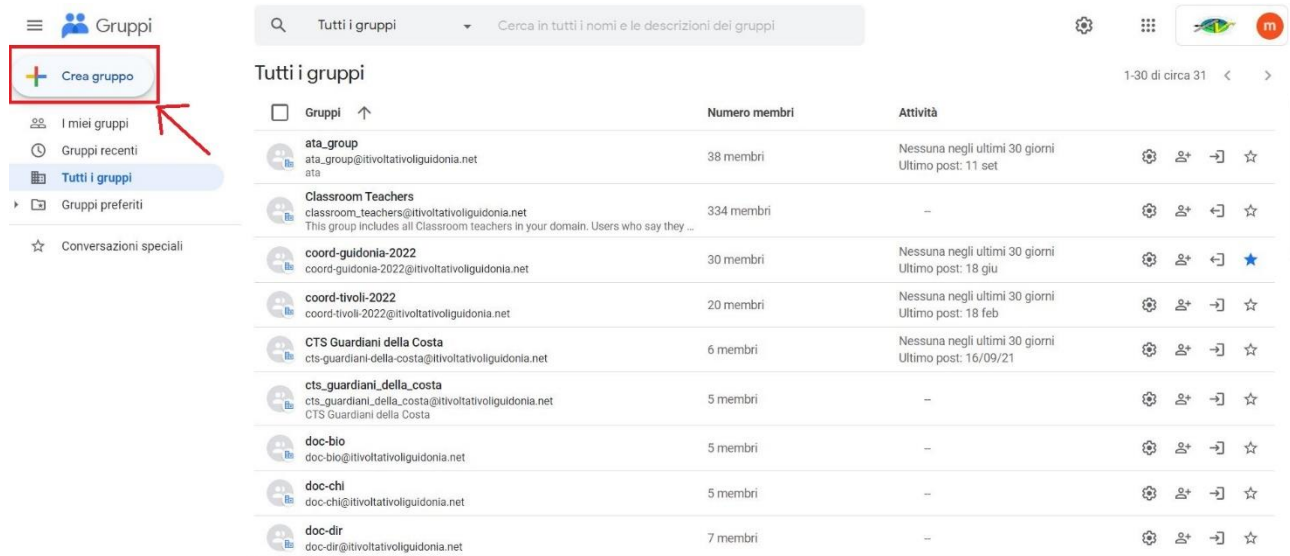 Gruppi
Tutti i gruppi
Cerca in tutti i nomi e le descrizioni dei gruppi
m
Crea gruppo
I miei gruppi
Gruppi recenti
Tutti i gruppi
Gruppi preferiti
Conversazioni speciali
Tutti i gruppi
1-30 di circa 31
Gruppi Numero membri Attività
ata_group
ata_group@itivoltativoliguidonia.net
ata
38 membri
Nessuna negli ultimi 30 giorni
Ultimo post: 11 set
Classroom Teachers
classroom_teachers@itivoltativoliguidonia.net
This group includes all Classroom teachers in your domain. Users who say they ...
334 membri
–
coord-guidonia-2022
coord-guidonia-2022@itivoltativoliguidonia.net
30 membri
Nessuna negli ultimi 30 giorni
Ultimo post: 18 giu
coord-tivoli-2022
coord-tivoli-2022@itivoltativoliguidonia.net
20 membri
Nessuna negli ultimi 30 giorni
Ultimo post: 18 feb
CTS Guardiani della Costa
cts-guardiani-della-costa@itivoltativoliguidonia.net
6 membri
Nessuna negli ultimi 30 giorni
Ultimo post: 16/09/21
cts_guardiani_della_costa
cts_guardiani_della_costa@itivoltativoliguidonia.net
CTS Guardiani della Costa
5 membri
–
doc-bio
doc-bio@itivoltativoliguidonia.net
5 membri
–
doc-chi
doc-chi@itivoltativoliguidonia.net
5 membri
–
doc-dir
doc-dir@itivoltativoliguidonia.net
7 membri
–